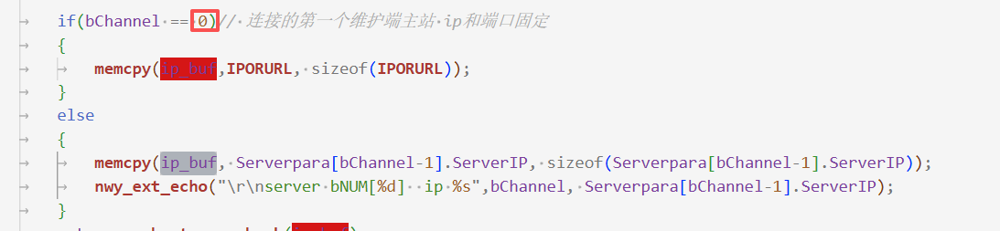 if(bChannel == 0)// 连接的第一个维护端主站 ip和端口固定
{
memcpy(ip_buf,IPORURL, sizeof(IPORURL));
}
else
{
memcpy(ip_buf, Serverpara[bChannel-1].ServerIP, sizeof(Serverpara[bChannel-1].ServerIP));
nwy_ext_echo("\r\nserver bNUM[%d]  ip %s",bChannel, Serverpara[bChannel-1].ServerIP);
}